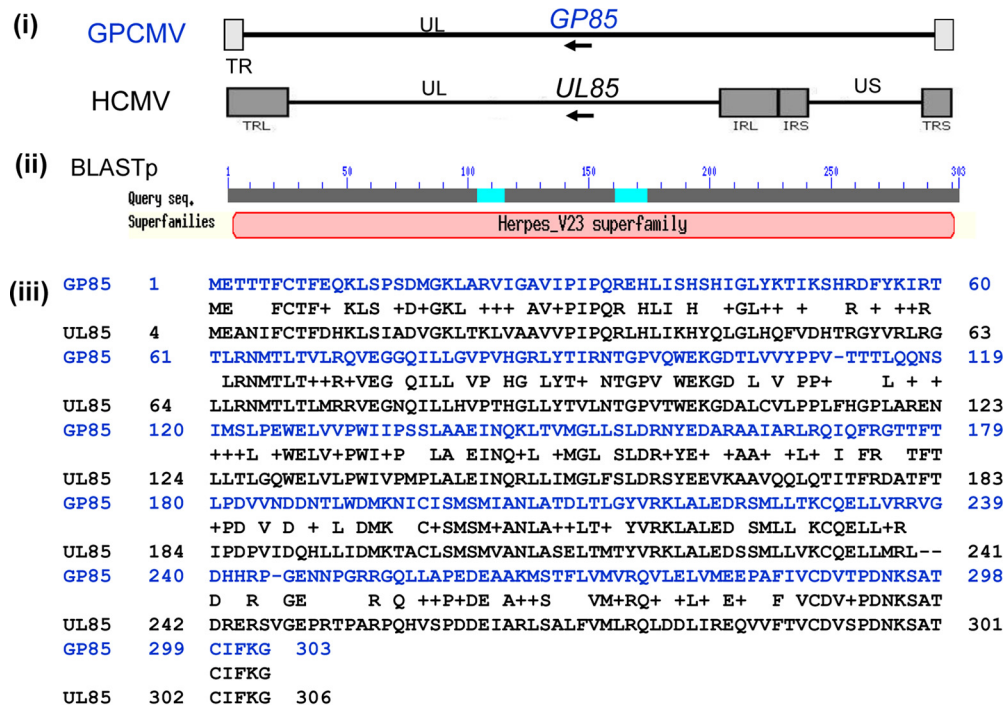 (i)
GPCMV UL GP85
TR
HCMV UL UL85 US
TRL IRL IRS TRS
(ii) BLASTp
1 50 100 150 200 250 303
Query seq.
Superfamilies Herpes_V23 superfamily
(iii)
GP85 1 METTTFCTFEQKLSPSDMGKLARVIGAVIPIPQREHLISHSHIGLYKTIKSHRDFYKIRT 60
ME FCTF+ KLS +D+GKL +++ AV+PIPQR HLI H +GL++ + R + ++R
UL85 4 MEANIFCTFDHKLSIADVGKLTKLVAAVVPIPQRLHLIKHYQLGLHQFVDHTRGYVRLRG 63
GP85 61 TLRNMTLTVLRQVEGGQILLGVPVHGRLYTIRNTGPVQWEKGDTLVVYPPV-TTTLQQNS 119
LRNMTLT++R+VEG QILL VP HG LYT+ NTGPV WEKGD L V PP+ L + +
UL85 64 LLRNMTLTLMRRVEGNQILLHVPTHGLLYTVLNTGPVTWEKGDALCVLPPLFHGPLAREN 123
GP85 120 IMSLPEWELVVPWIIPSSLAAEINQKLTVMGLLSLDRNYEDARAAIARLRQIQFRGTTFT 179
+++L +WELV+PWI+P LA EINQ+L +MGL SLDR+YE+ +AA+ +L+ I FR TFT
UL85 124 LLTLGQWELVLPWIVPMPLALEINQRLLIMGLFSLDRSYEEVKAAVQQLQTITFRDATFT 183
GP85 180 LPDVVNDDNTLWDMKNICISMSMIANLATDLTLGYVRKLALEDRSMLLTKCQELLVRRVG 239
+PD V D + L DMK C+SMSM+ANLA++LT+ YVRKLALED SMLL KCQELL+R
UL85 184 IPDPVIDQHLLIDMKTACLSMSMVANLASELTMTYVRKLALEDSSMLLVKCQELLMRL-- 241
GP85 240 DHHRP-GENNPGRRGQLLAPEDEAAKMSTFLVMVRQVLELVMEEPAFIVCDVTPDNKSAT 298
D R GE R Q ++P+DE A++S VM+RQ+ +L+ E+ F VCDV+PDNKSAT
UL85 242 DRERSVGEPRTPARPQHVSPDDEIARLSALFVMLRQLDDLIREQVVFTVCDVSPDNKSAT 301
GP85 299 CIFKG 303
CIFKG
UL85 302 CIFKG 306